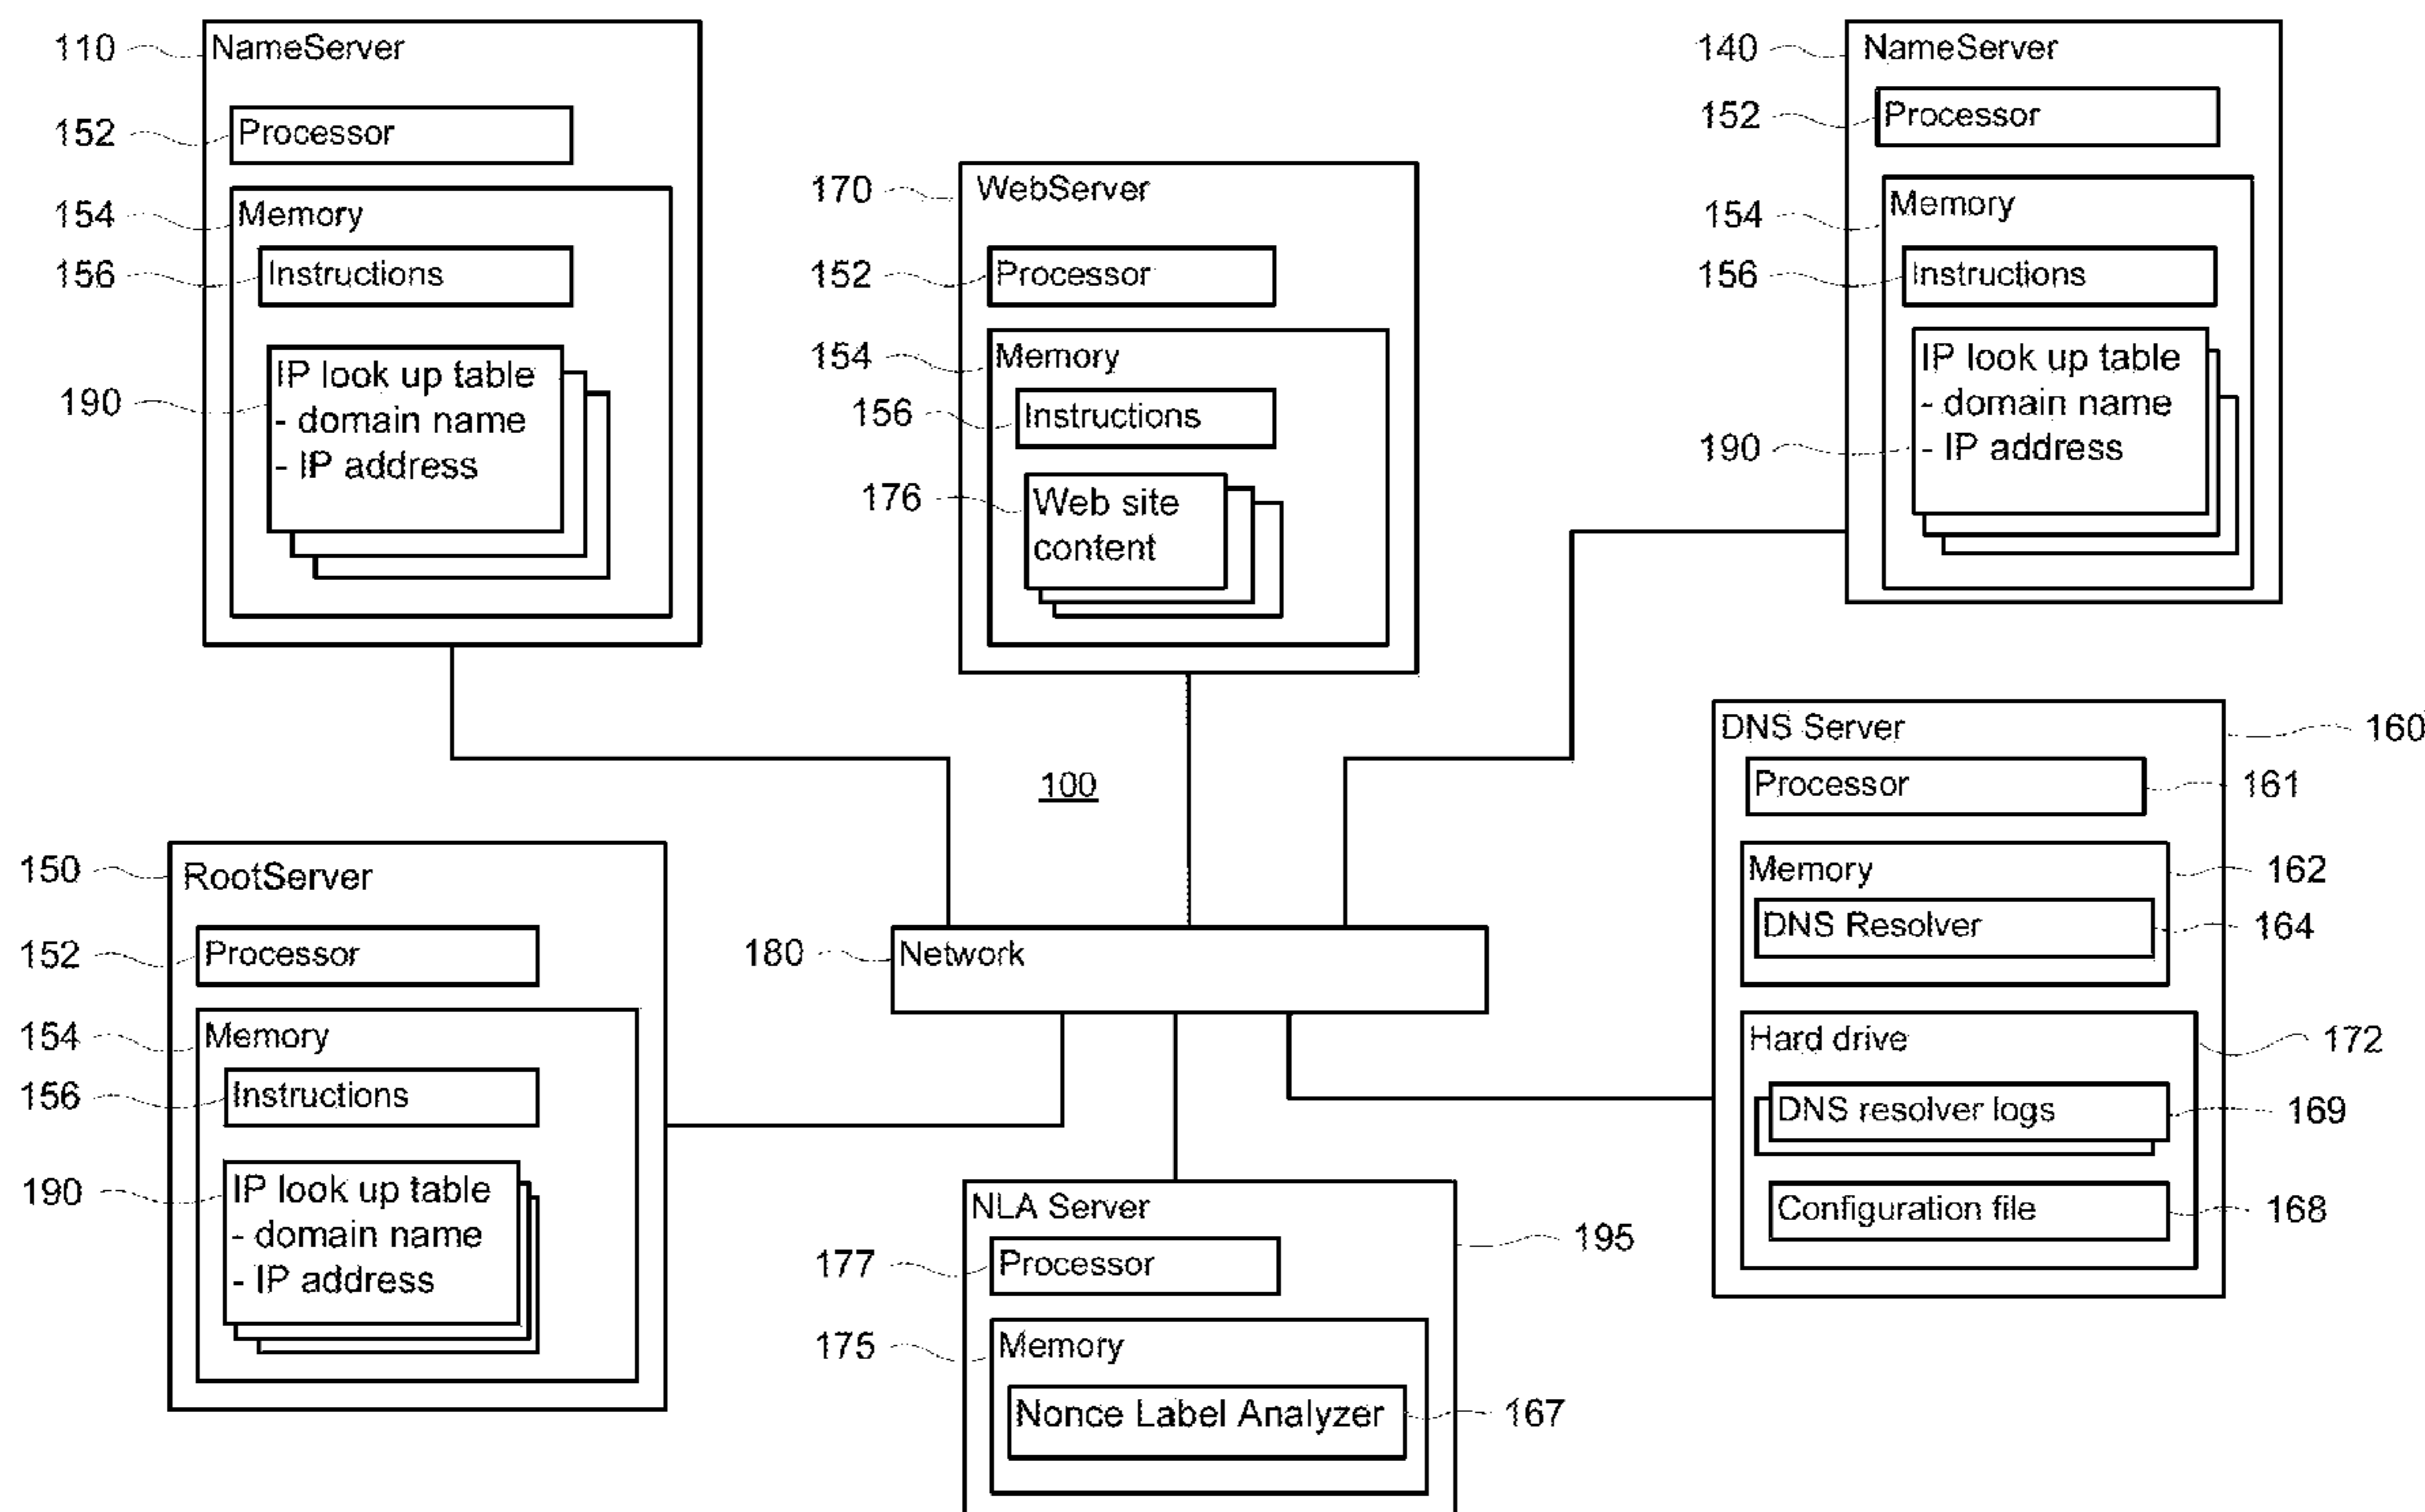 110 NameServer
152 Processor
154 Memory
156 Instructions
190 IP look up table
- domain name
- IP address
170 WebServer
152 Processor
154 Memory
156 Instructions
176 Web site
content
140 NameServer
152 Processor
154 Memory
156 Instructions
IP look up table
- domain name
190 - IP address
100
DNS Server 160
Processor 161
Memory 162
DNS Resolver 164
Hard drive 172
DNS resolver logs 169
Configuration file 168
150 RootServer
152 Processor
154 Memory
156 Instructions
190 IP look up table
- domain name
- IP address
180 Network
NLA Server 195
177 Processor
175 Memory
Nonce Label Analyzer 167